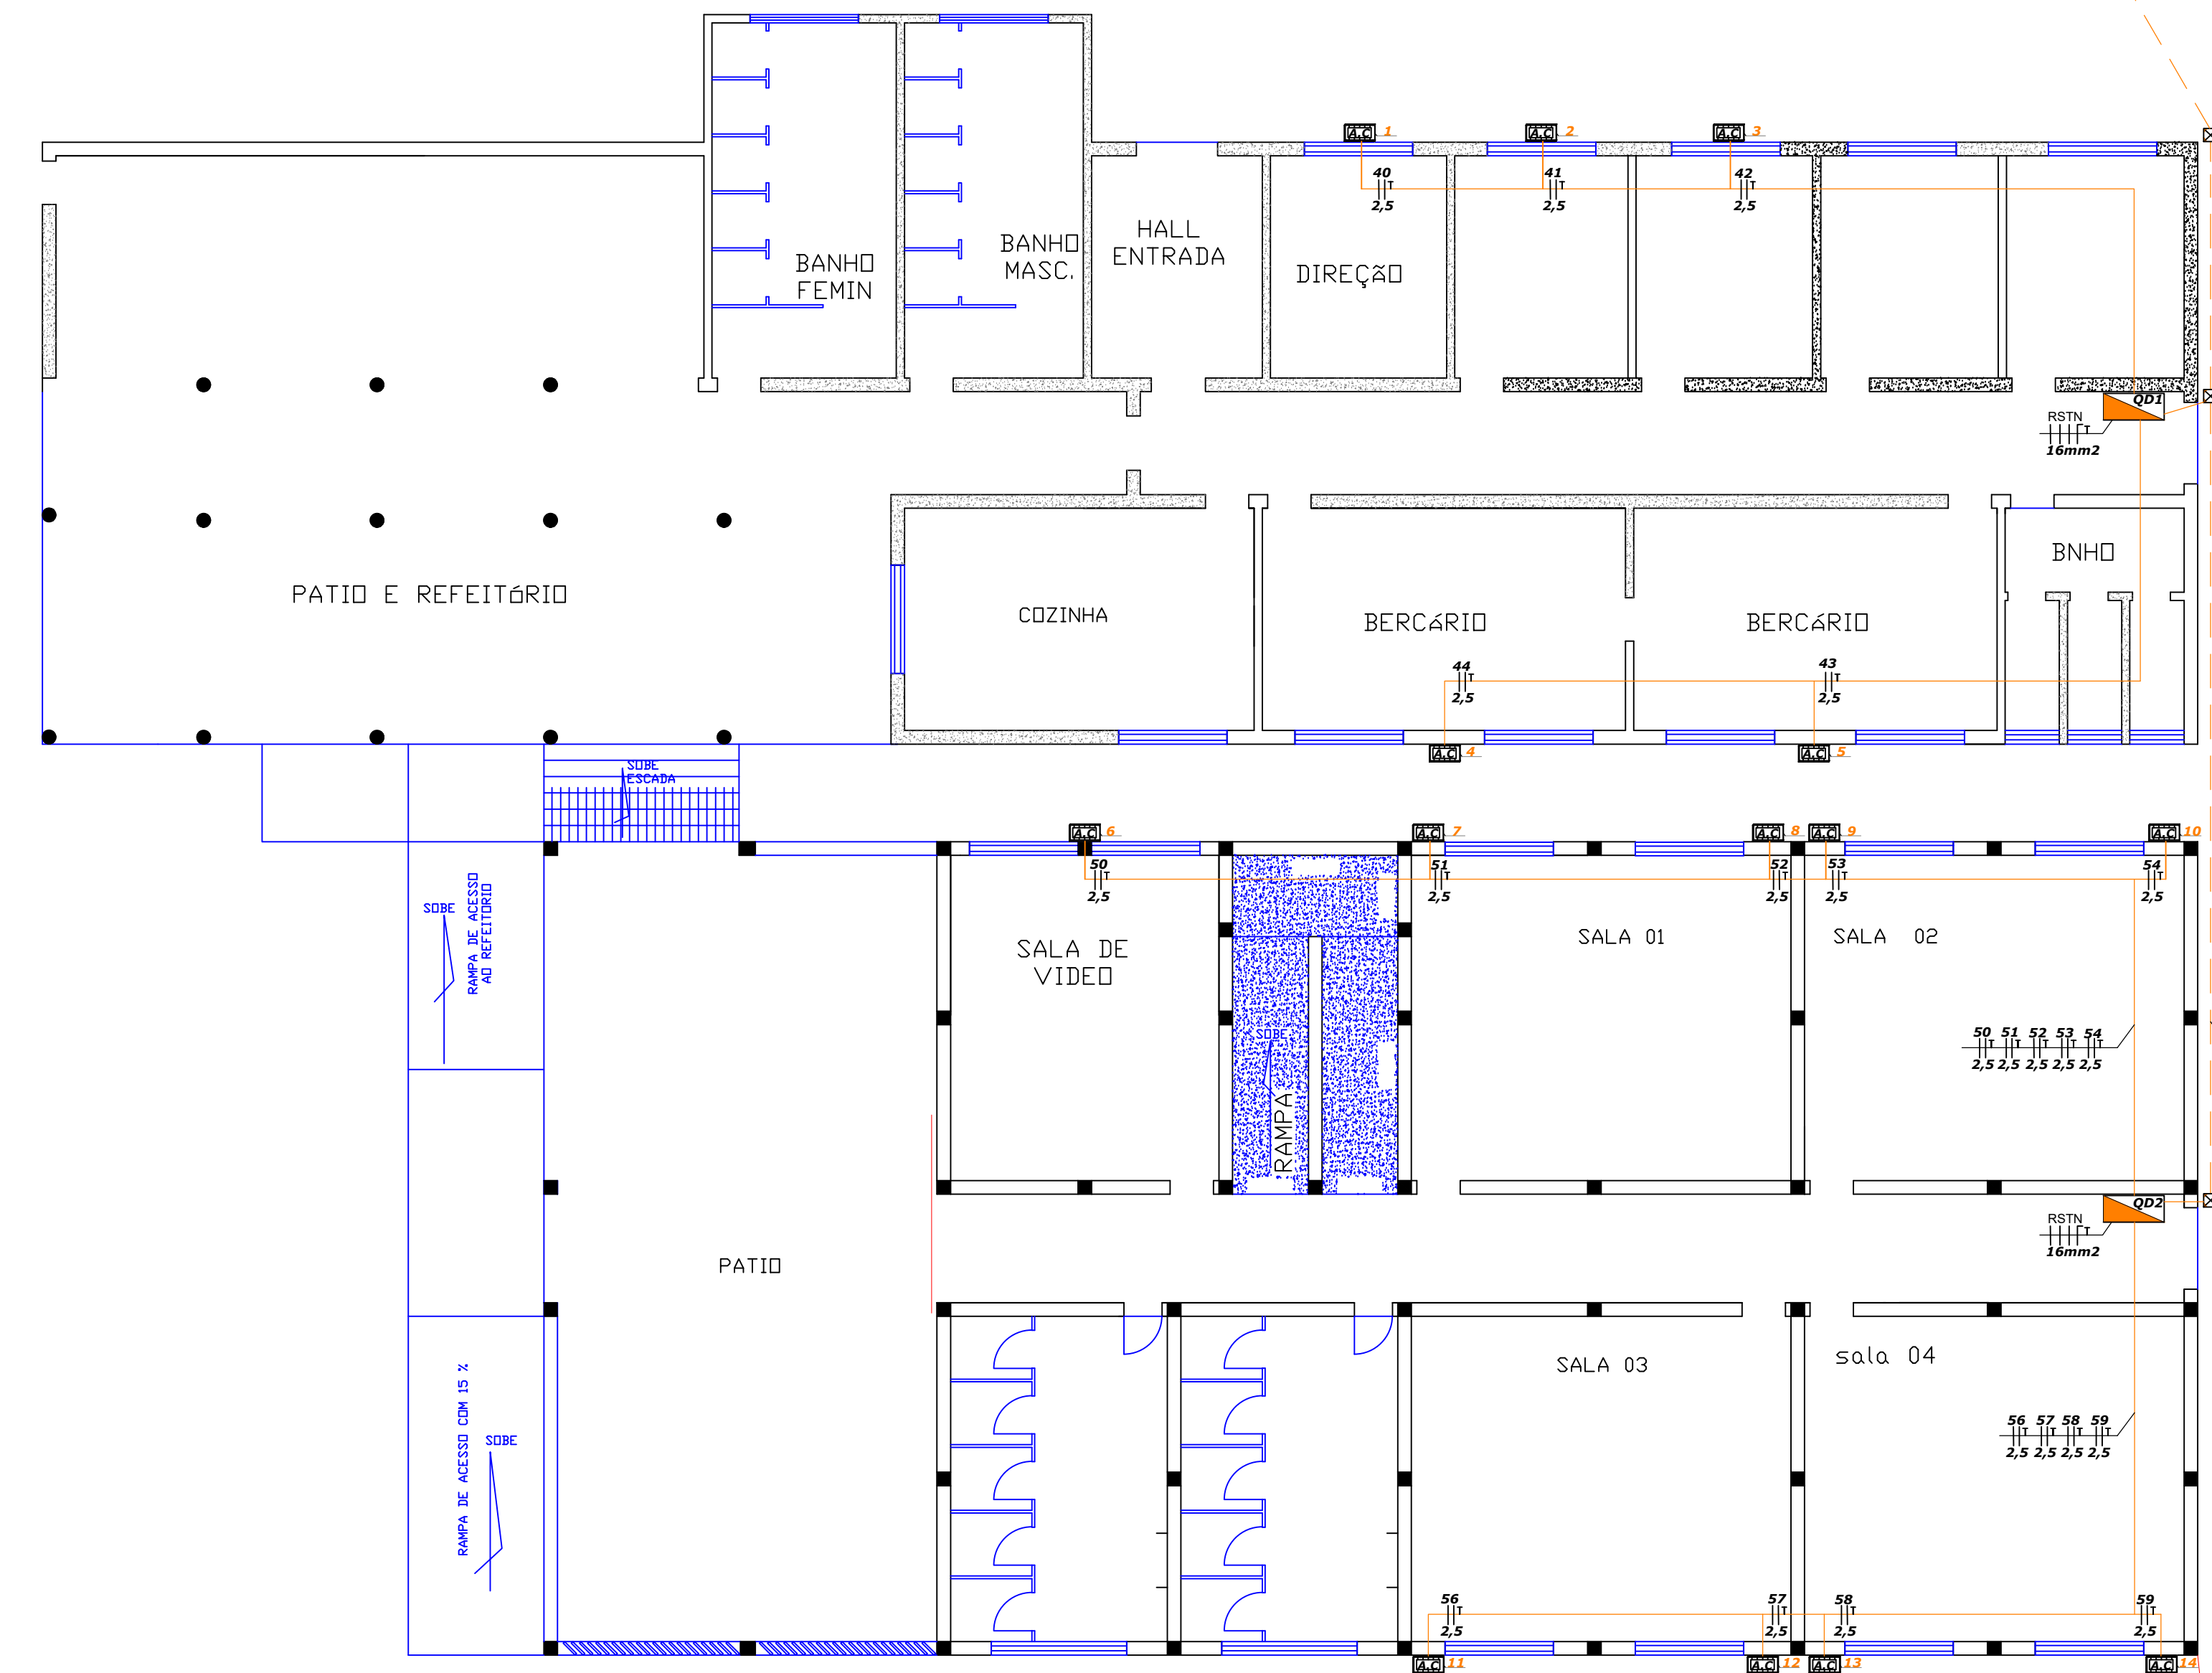 A.C 1
A.C 2
A.C 3
40
T
2,5
41
T
2,5
42
T
2,5
BANHO
FEMIN
BANHO
MASC.
HALL
ENTRADA
DIREÇÃO
QD1
RSTN
T
16mm2
BNHO
PATIO E REFEITóRIO
COZINHA
BERCáRIO
BERCáRIO
44
T
2,5
43
T
2,5
A.C 4
A.C 5
SOBE
ESCADA
A.C 6
A.C 7
A.C 8
A.C 9
A.C 10
50
T
2,5
51
T
2,5
52
T
2,5
53
T
2,5
54
T
2,5
SOBE
RAMPA DE ACESSO
AO REFEITORIO
SALA DE
VIDEO
SALA 01
SALA 02
SOBE
RAMPA
50 51 52 53 54
T T T T T
2,5 2,5 2,5 2,5 2,5
QD2
RSTN
T
16mm2
PATIO
SALA 03
sala 04
RAMPA DE ACESSO COM 15 %
SOBE
56 57 58 59
T T T T
2,5 2,5 2,5 2,5
56
T
2,5
57
T
2,5
58
T
2,5
59
T
2,5
A.C 11
A.C 12
A.C 13
A.C 14